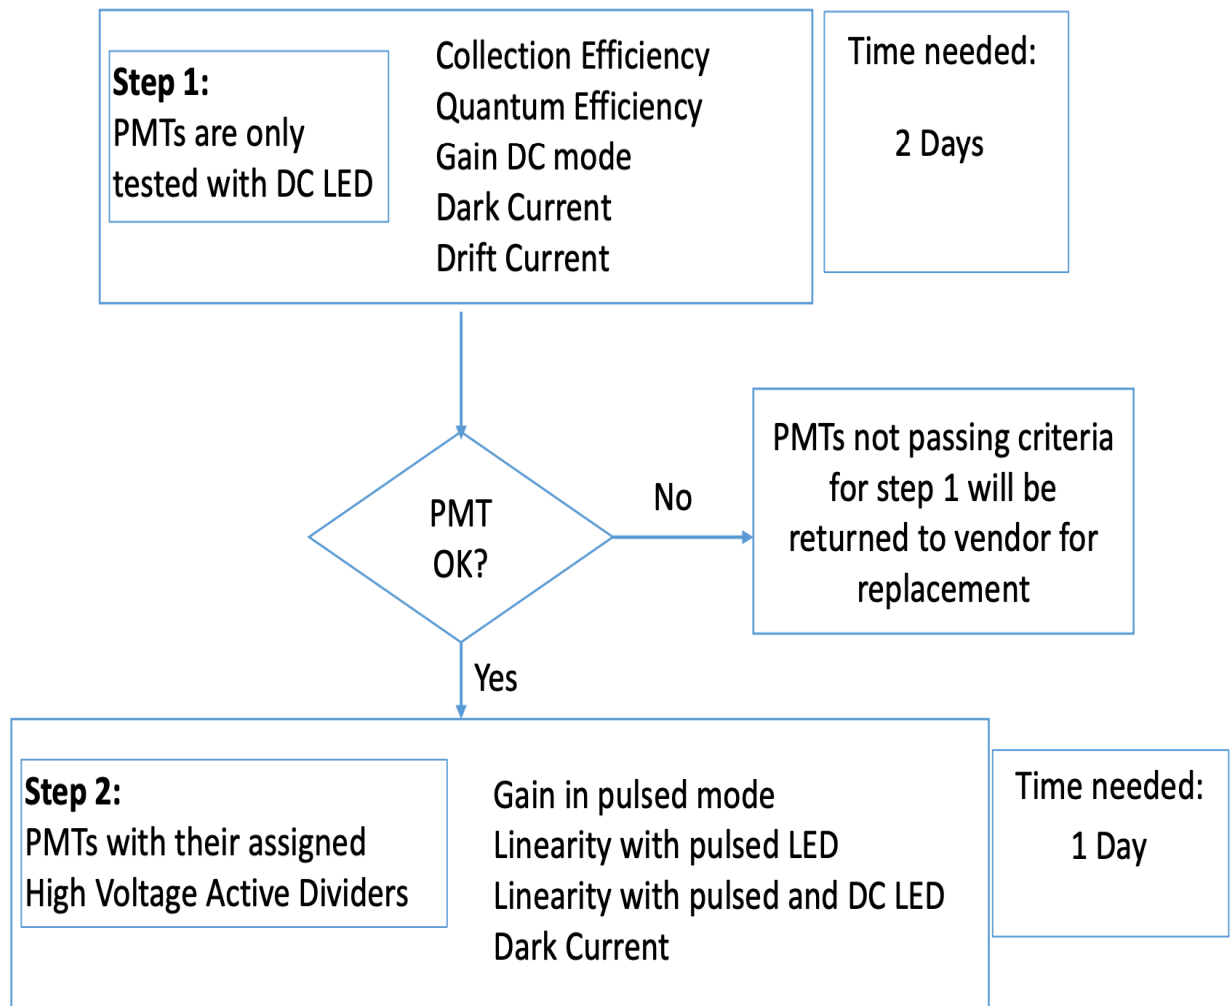 Step 1:
PMTs are only
tested with DC LED
Collection Efficiency
Quantum Efficiency
Gain DC mode
Dark Current
Drift Current
Time needed:
2 Days
PMT
OK?
No
PMTs not passing criteria
for step 1 will be
returned to vendor for
replacement
Yes
Step 2:
PMTs with their assigned
High Voltage Active Dividers
Gain in pulsed mode
Linearity with pulsed LED
Linearity with pulsed and DC LED
Dark Current
Time needed:
1 Day